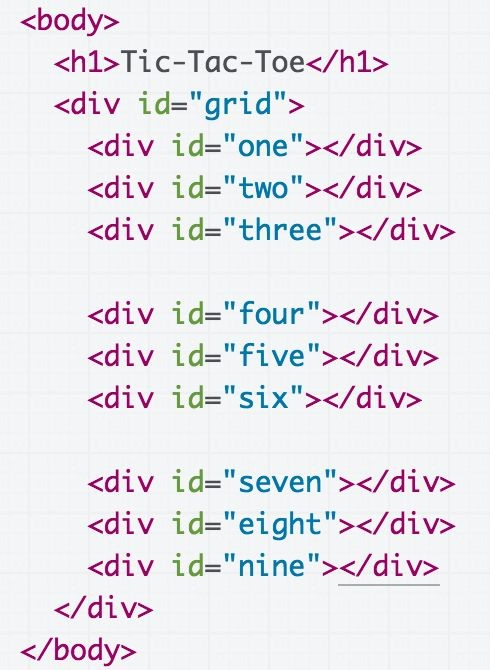 <body>
<h1>Tic-Tac-Toe</h1>
<div id="grid">
<div id="one"></div>
<div id="two"></div>
<div id="three"></div>
<div id="four"></div>
<div id="five"></div>
<div id="six"></div>
<div id="seven"></div>
<div id="eight"></div>
<div id="nine"></div>
</div>
</body>